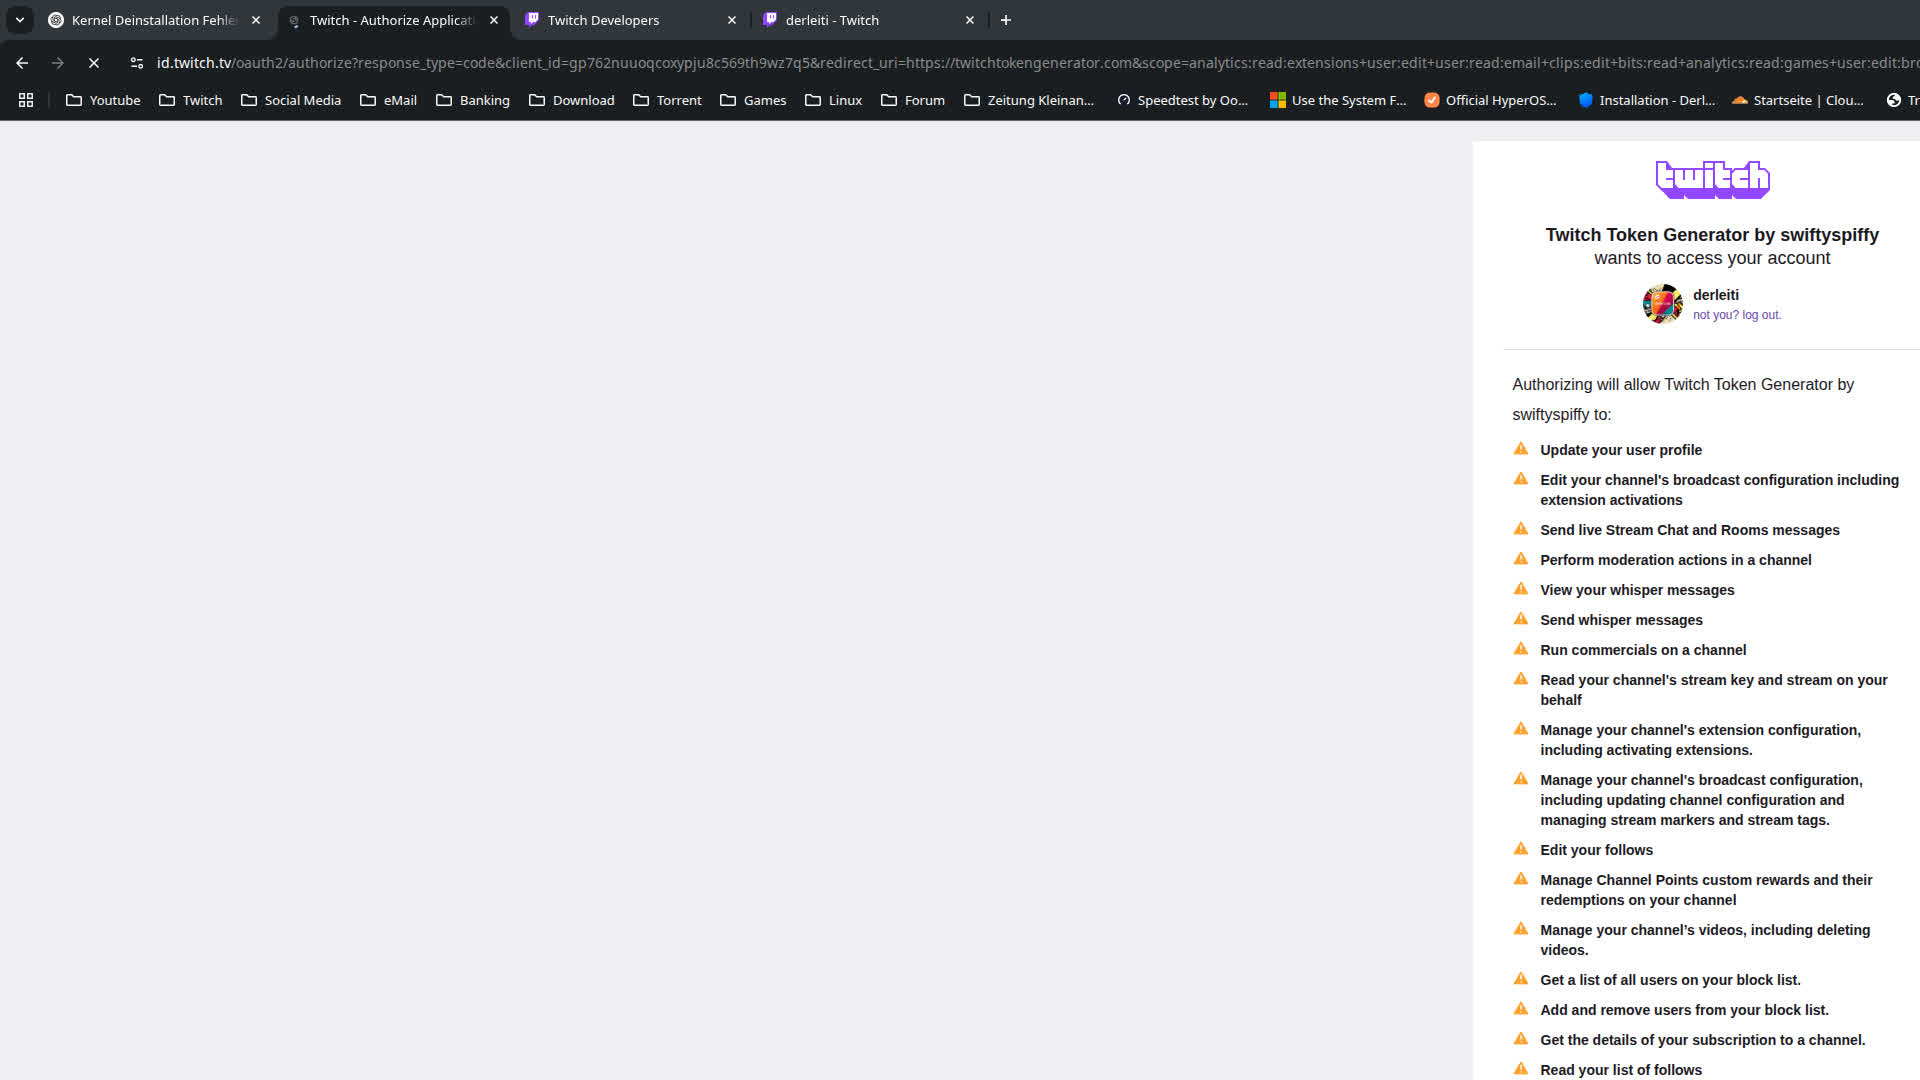 Kernel Deinstallation Fehle
Twitch - Authorize Applicati
Twitch Developers
derleiti - Twitch
id.twitch.tv/oauth2/authorize?response_type=code&client_id=gp762nuuoqcoxypju8c569th9wz7q5&redirect_uri=https://twitchtokengenerator.com&scope=analytics:read:extensions+user:edit+user:read:email+clips:edit+bits:read+analytics:read:games+user:edit:bro
Youtube
Twitch
Social Media
eMail
Banking
Download
Torrent
Games
Linux
Forum
Zeitung Kleinan...
Speedtest by Oo...
Use the System F...
Official HyperOS...
Installation - Derl...
Startseite | Clou...
Tr
twitch
Twitch Token Generator by swiftyspiffy
wants to access your account
derleiti
not you? log out.
Authorizing will allow Twitch Token Generator by
swiftyspiffy to:
Update your user profile
Edit your channel's broadcast configuration including
extension activations
Send live Stream Chat and Rooms messages
Perform moderation actions in a channel
View your whisper messages
Send whisper messages
Run commercials on a channel
Read your channel's stream key and stream on your
behalf
Manage your channel's extension configuration,
including activating extensions.
Manage your channel's broadcast configuration,
including updating channel configuration and
managing stream markers and stream tags.
Edit your follows
Manage Channel Points custom rewards and their
redemptions on your channel
Manage your channel’s videos, including deleting
videos.
Get a list of all users on your block list.
Add and remove users from your block list.
Get the details of your subscription to a channel.
Read your list of follows